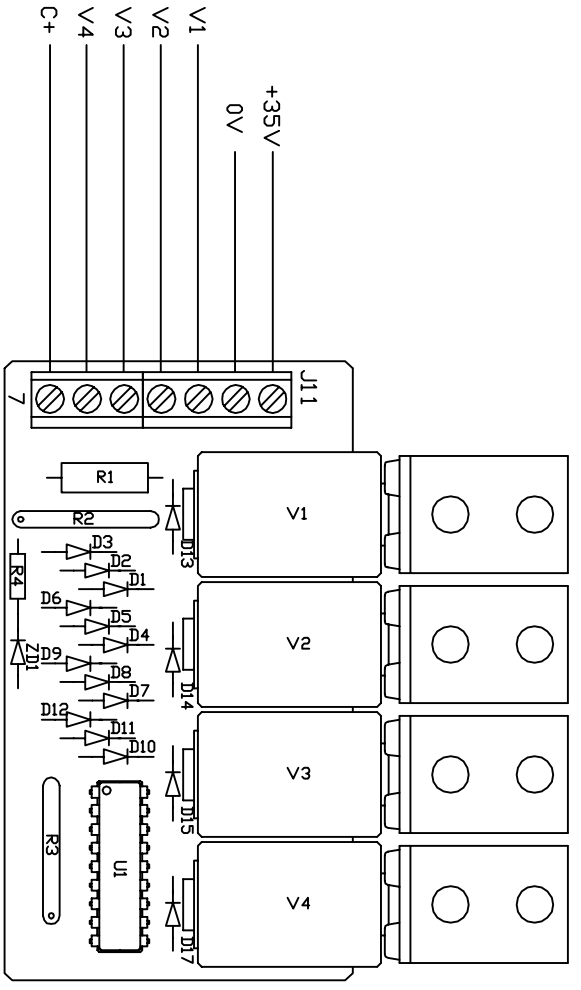 C+
V4
V3
V2
V1
0V
+35V
J11
7
R1
R2
V1
D13
D3
D2
D1
R4
D6
D5
D4
ZD1
D9
D8
D7
V2
D14
D12
D11
D10
V3
D15
R3
U1
V4
D17